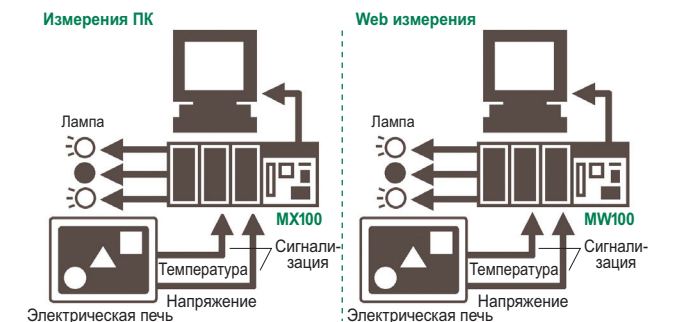 Измерения ПК
Лампа
MX100
Сигнали-
зация
Температура
Напряжение
Электрическая печь
Web измерения
Лампа
MW100
Сигнали-
зация
Температура
Напряжение
Электрическая печь